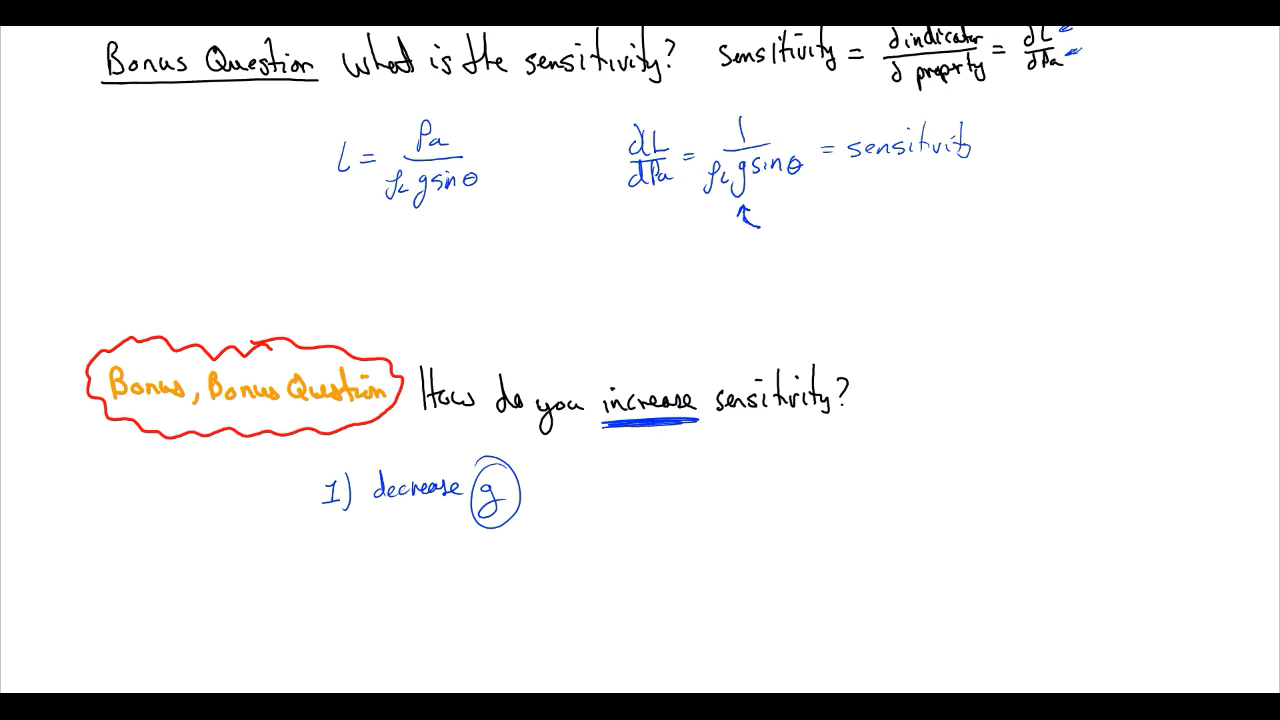 Bonus Question What is the sensitivity? Sensitivity = ∂ indicator / ∂ property = dL / dPa
L = Pa / ρL g sin θ
dL / dPa = 1 / ρL g sin θ = sensitivity
Bonus, Bonus Question How do you increase sensitivity?
1) decrease g